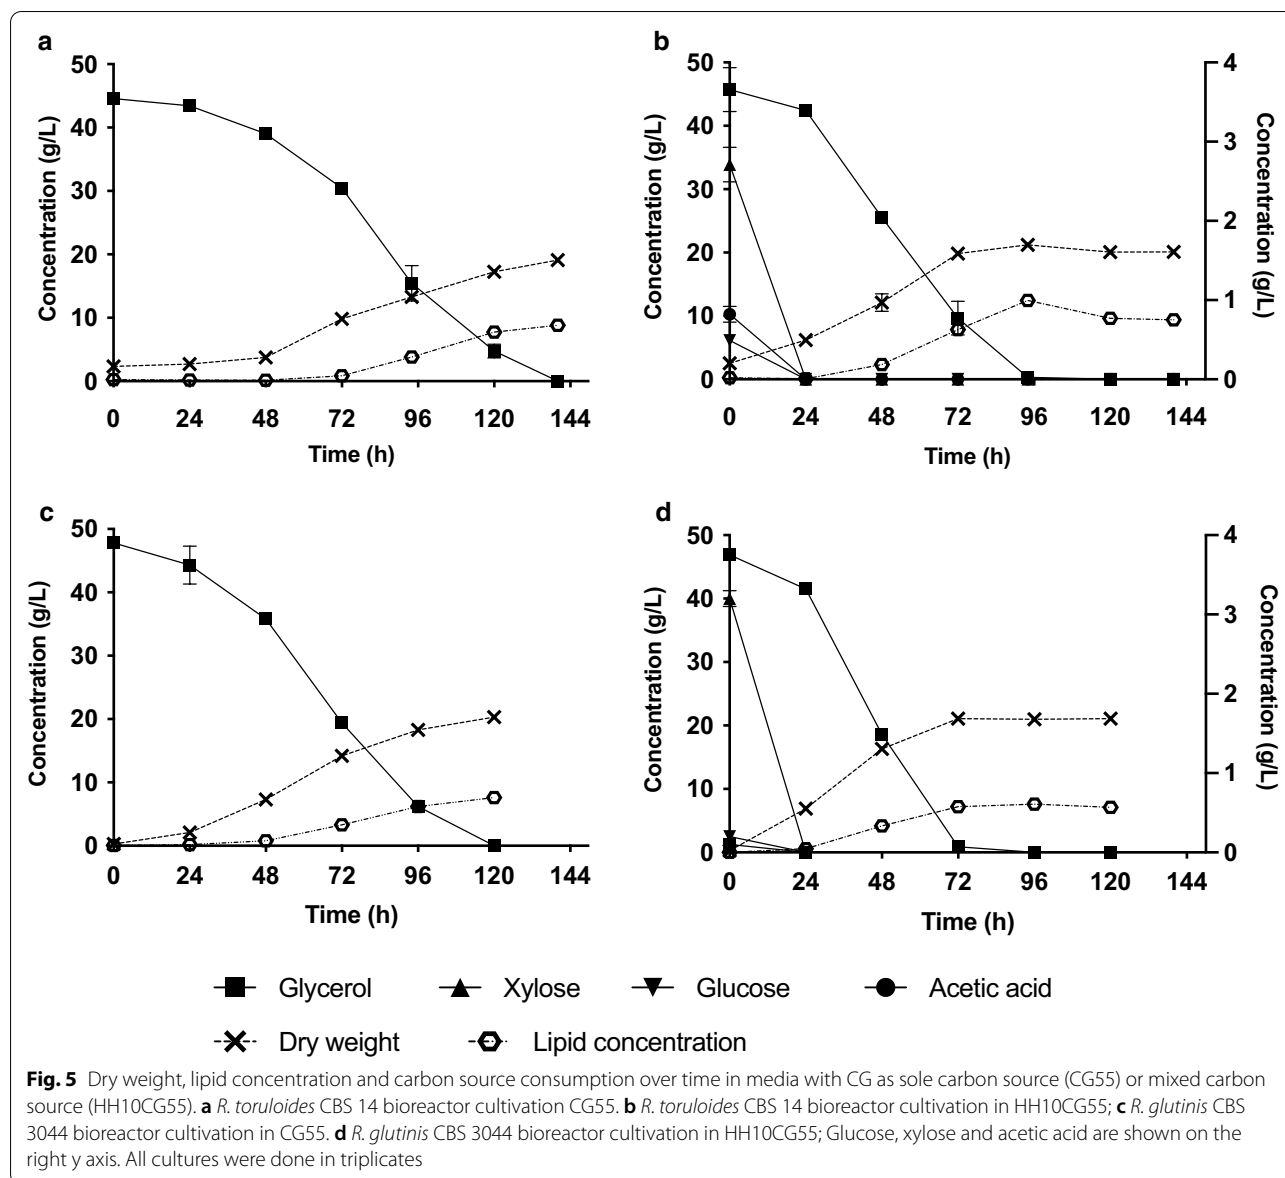 a
50
40
30
20
10
0
Concentration (g/L)
0 24 48 72 96 120 144
Time (h)
b
50
40
30
20
10
0
Concentration (g/L)
4
3
2
1
0
Concentration (g/L)
0 24 48 72 96 120 144
Time (h)
c
50
40
30
20
10
0
Concentration (g/L)
0 24 48 72 96 120 144
Time (h)
d
50
40
30
20
10
0
Concentration (g/L)
4
3
2
1
0
Concentration (g/L)
0 24 48 72 96 120 144
Time (h)
Glycerol Xylose Glucose Acetic acid
Dry weight Lipid concentration
Fig. 5 Dry weight, lipid concentration and carbon source consumption over time in media with CG as sole carbon source (CG55) or mixed carbon
source (HH10CG55). a R. toruloides CBS 14 bioreactor cultivation CG55. b R. toruloides CBS 14 bioreactor cultivation in HH10CG55; c R. glutinis CBS
3044 bioreactor cultivation in CG55. d R. glutinis CBS 3044 bioreactor cultivation in HH10CG55; Glucose, xylose and acetic acid are shown on the
right y axis. All cultures were done in triplicates